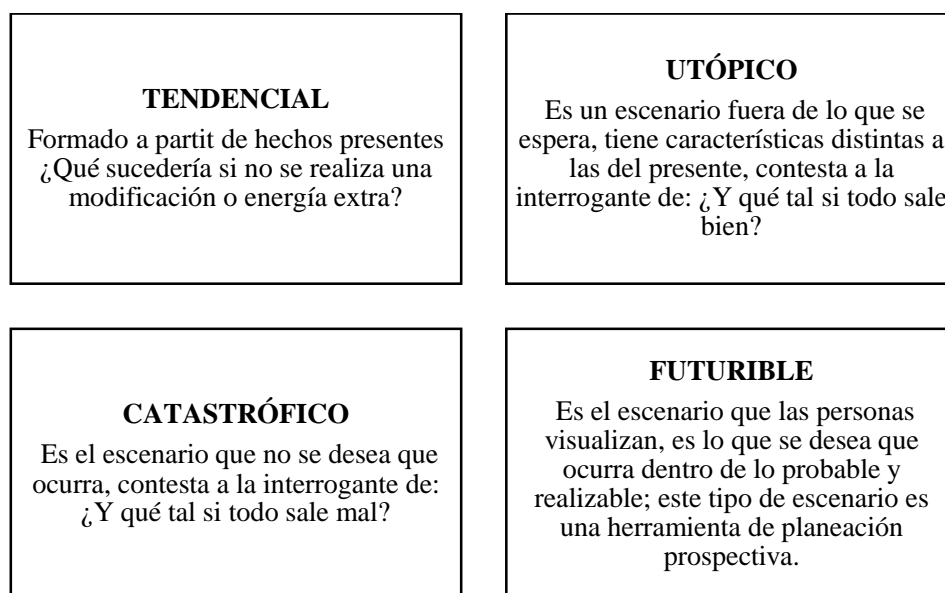 TENDENCIAL
Formado a partit de hechos presentes
¿Qué sucedería si no se realiza una
modificación o energía extra?
UTÓPICO
Es un escenario fuera de lo que se
espera, tiene características distintas a
las del presente, contesta a la
interrogante de: ¿Y qué tal si todo sale
bien?
CATASTRÓFICO
Es el escenario que no se desea que
ocurra, contesta a la interrogante de:
¿Y qué tal si todo sale mal?
FUTURIBLE
Es el escenario que las personas
visualizan, es lo que se desea que
ocurra dentro de lo probable y
realizable; este tipo de escenario es
una herramienta de planeación
prospectiva.